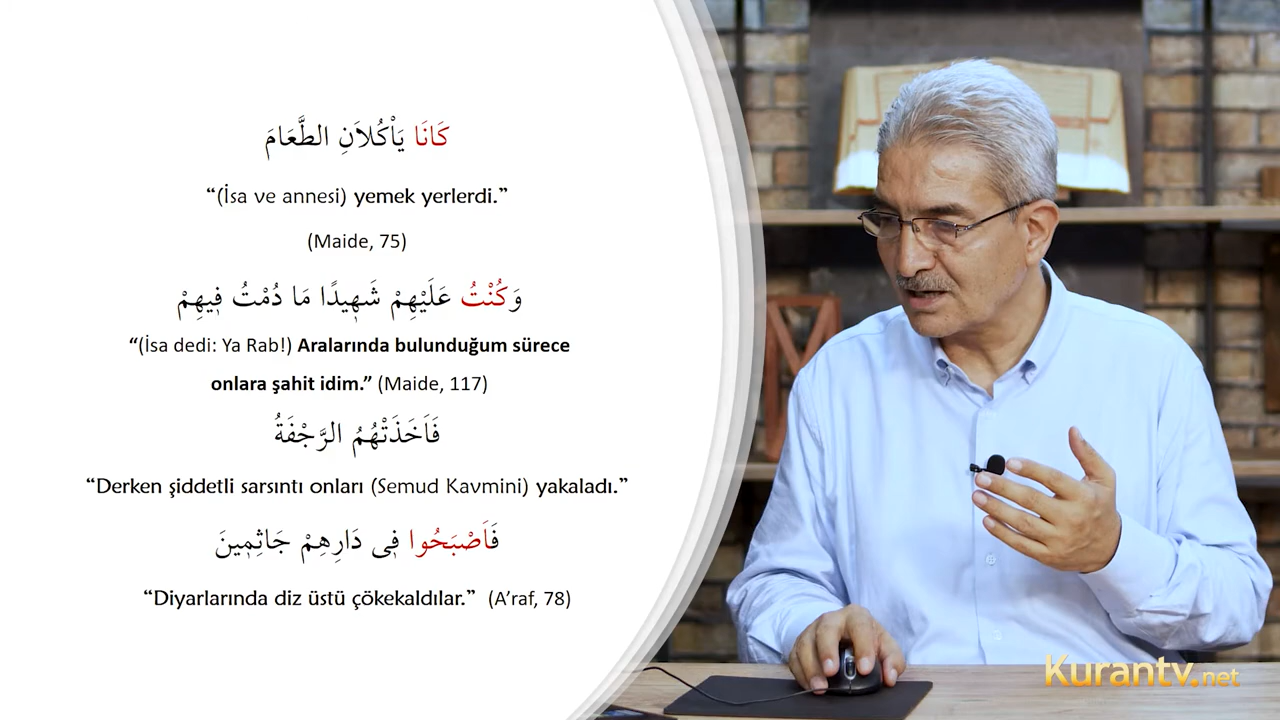 كَانَا يَاْكُلاَنِ الطَّعَامَ
“(İsa ve annesi) yemek yerlerdi.”
(Maide, 75)
وَكُنْتُ عَلَيْهِمْ شَهٖيدًا مَا دُمْتُ فٖيهِمْ
“(İsa dedi: Ya Rab!) Aralarında bulunduğum sürece
onlara şahit idim.” (Maide, 117)
فَاَخَذَتْهُمُ الرَّجْفَةُ
“Derken şiddetli sarsıntı onları (Semud Kavmini) yakaladı.”
فَاَصْبَحُوا فٖى دَارِهِمْ جَاثِمٖينَ
“Diyarlarında diz üstü çökekaldılar.” (A’raf, 78)
Kurantv.net